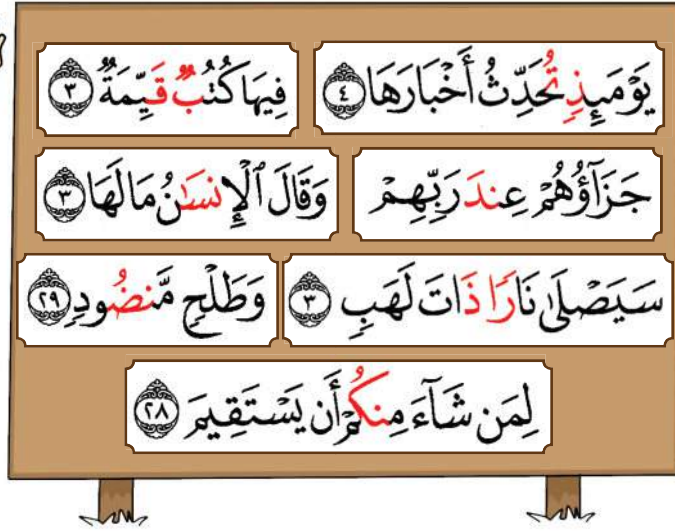 يَوْمَئِذٍ تُحَدِّثُ أَخْبَارَهَا ٤
فِيهَا كُتُبٌ قَيِّمَةٌ ٣
جَزَآؤُهُمْ عِندَ رَبِّهِمْ
وَقَالَ ٱلْإِنسَٰنُ مَا لَهَا ٣
سَيَصْلَىٰ نَارًا ذَاتَ لَهَبٍ ٣
وَطَلْحٍ مَّنضُودٍ ٢٩
لِمَن شَآءَ مِنكُمْ أَن يَسْتَقِيمَ ٢٨